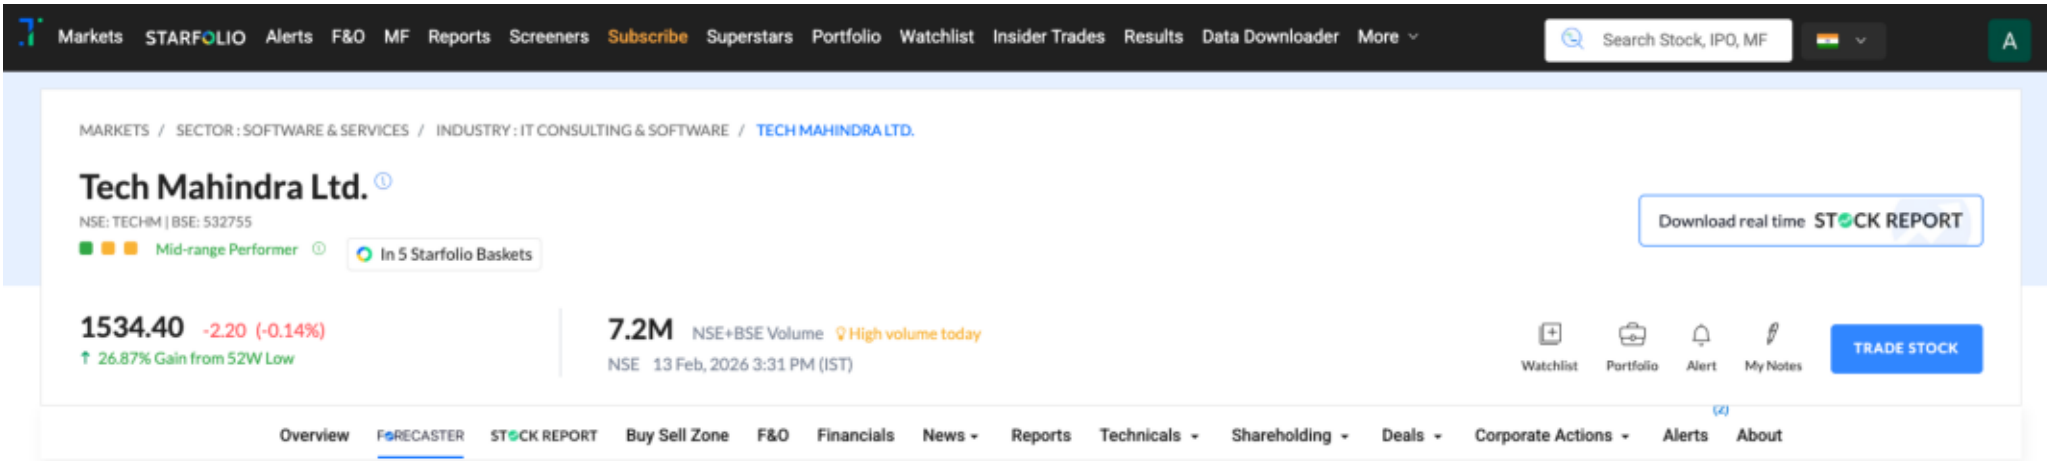 Markets STARFOLIO Alerts F&O MF Reports Screeners Subscribe Superstars Portfolio Watchlist Insider Trades Results Data Downloader More Search Stock, IPO, MF A
MARKETS / SECTOR : SOFTWARE & SERVICES / INDUSTRY : IT CONSULTING & SOFTWARE / TECH MAHINDRA LTD.
Tech Mahindra Ltd.
NSE: TECHM | BSE: 532755
Mid-range Performer In 5 Starfolio Baskets
Download real time STOCK REPORT
1534.40 -2.20 (-0.14%)
↑ 26.87% Gain from 52W Low
7.2M NSE+BSE Volume High volume today
NSE 13 Feb, 2026 3:31 PM (IST)
Watchlist Portfolio Alert My Notes
TRADE STOCK
Overview FORECASTER STOCK REPORT Buy Sell Zone F&O Financials News Reports Technicals Shareholding Deals Corporate Actions Alerts (2) About